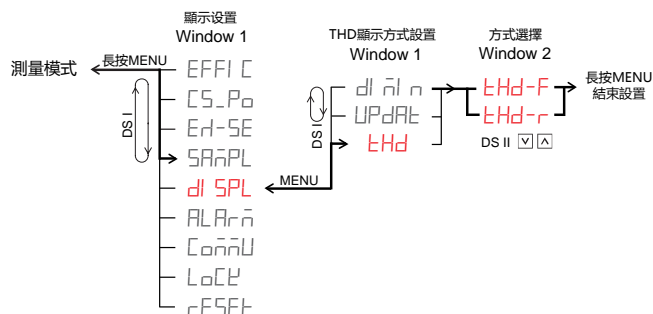 顯示设置
Window 1
THD顯示方式設置
Window 1
方式選擇
Window 2
測量模式
長按MENU
EFFIC
CS_Po
Ed-SE
SAmPL
dISPL
ALArm
CommU
LoCK
rESEt
DS I
MENU
dImIn
UPdAt
tHd
DS I
tHd-F
tHd-r
DS II
長按MENU
結束設置